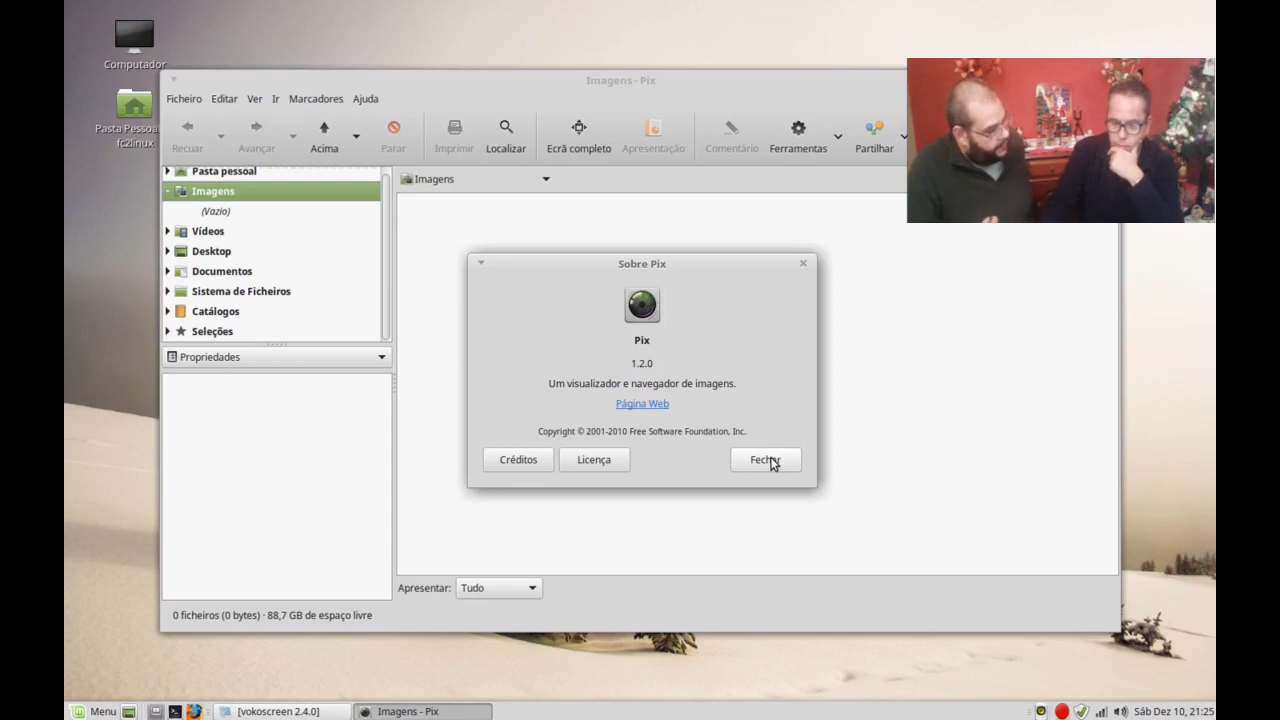 Computador
Pasta Pessoal
fc2linux
Imagens - Pix
Ficheiro Editar Ver Ir Marcadores Ajuda
Recuar Avançar Acima Parar Imprimir Localizar Ecrã completo Apresentação Comentário Ferramentas Partilhar
Pasta pessoal
Imagens
(Vazio)
Vídeos
Desktop
Documentos
Sistema de Ficheiros
Catálogos
Seleções
Propriedades
Imagens
Sobre Pix
Pix
1.2.0
Um visualizador e navegador de imagens.
Página Web
Copyright © 2001-2010 Free Software Foundation, Inc.
Créditos Licença Fechar
Apresentar: Tudo
0 ficheiros (0 bytes) · 88,7 GB de espaço livre
Menu [vokoscreen 2.4.0] Imagens - Pix Sáb Dez 10, 21:25